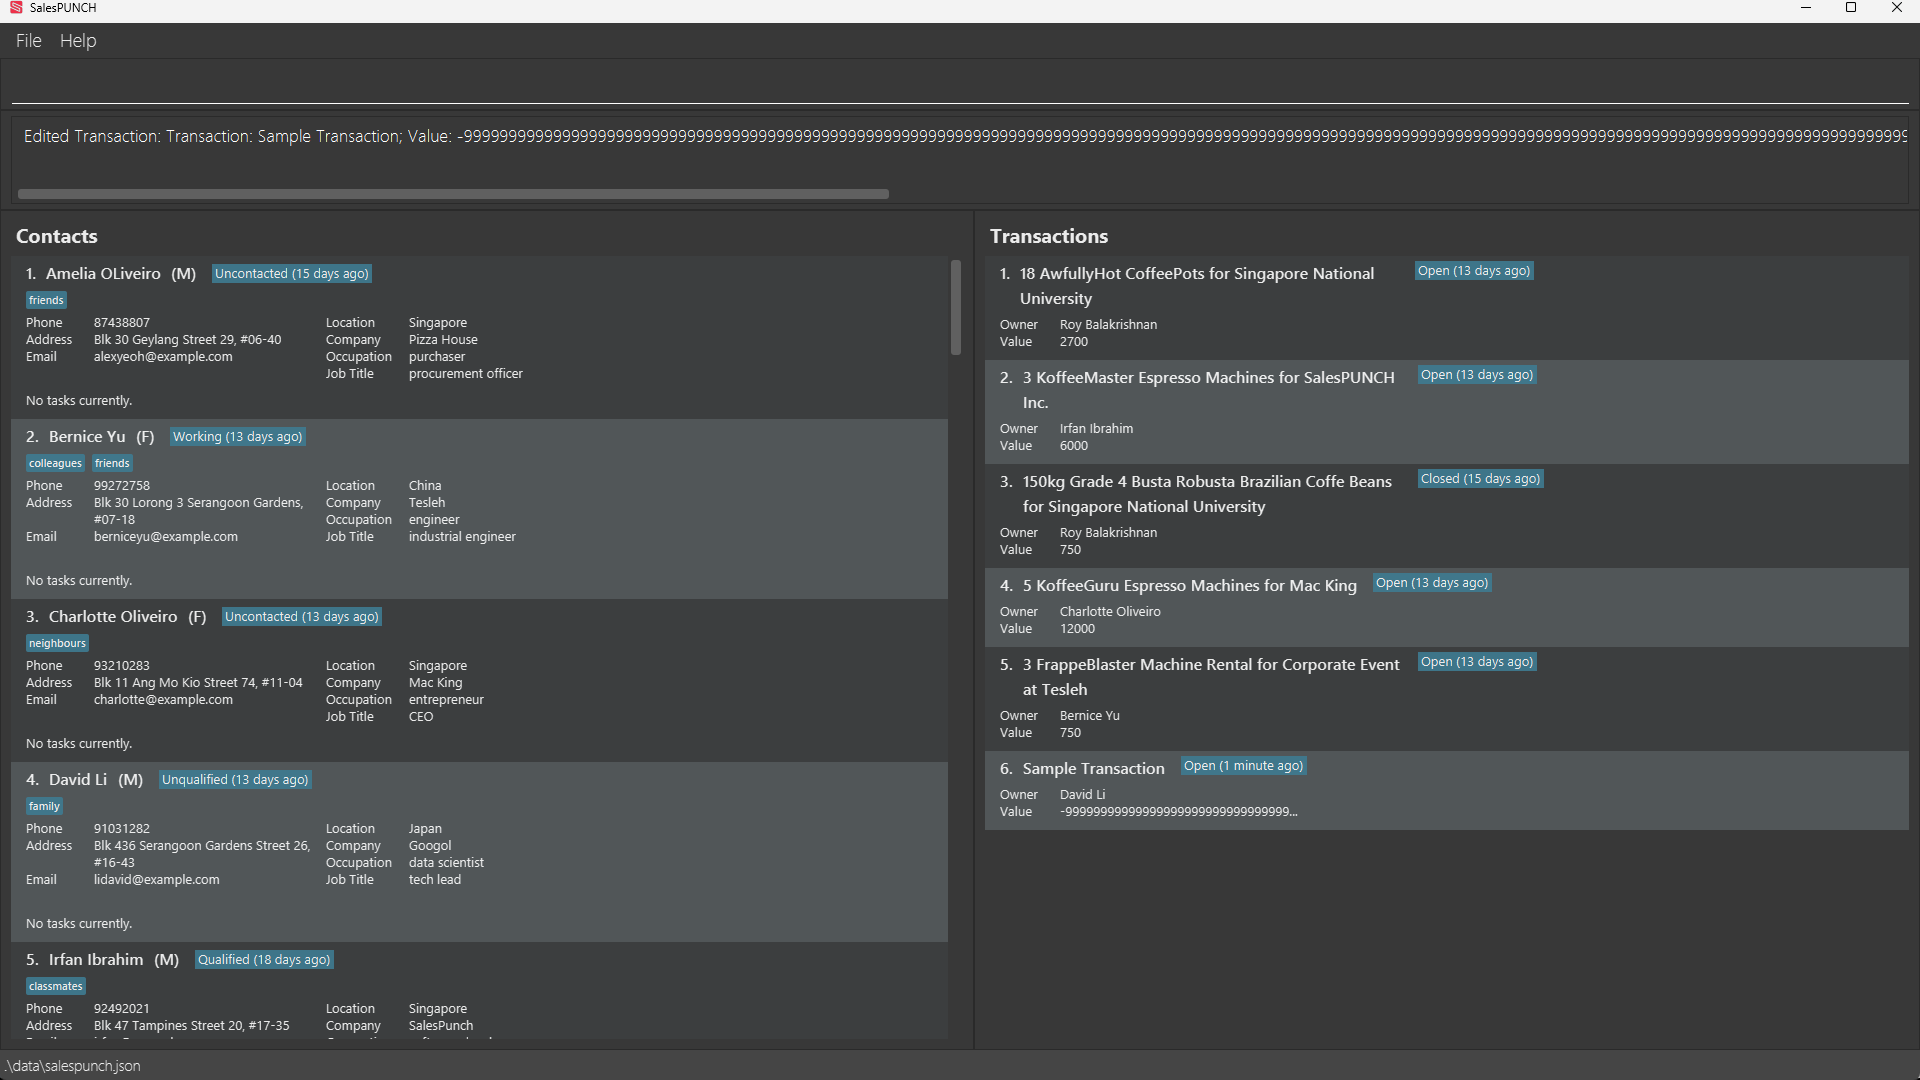 SalesPUNCH
File Help
Edited Transaction: Transaction: Sample Transaction; Value:
Contacts
1. Amelia OLiveiro (M) Uncontacted (15 days ago)
friends
Phone 87438807 Location Singapore
Address Blk 30 Geylang Street 29, #06-40 Company Pizza House
Email alexyeoh@example.com Occupation purchaser
Job Title procurement officer
No tasks currently.
2. Bernice Yu (F) Working (13 days ago)
colleagues friends
Phone 99272758 Location China
Address Blk 30 Lorong 3 Serangoon Gardens, Company Tesleh
#07-18 Occupation engineer
Email berniceyu@example.com Job Title industrial engineer
No tasks currently.
3. Charlotte Oliveiro (F) Uncontacted (13 days ago)
neighbours
Phone 93210283 Location Singapore
Address Blk 11 Ang Mo Kio Street 74, #11-04 Company Mac King
Email charlotte@example.com Occupation entrepreneur
Job Title CEO
No tasks currently.
4. David Li (M) Unqualified (13 days ago)
family
Phone 91031282 Location Japan
Address Blk 436 Serangoon Gardens Street 26, Company Googol
#16-43 Occupation data scientist
Email lidavid@example.com Job Title tech lead
No tasks currently.
5. Irfan Ibrahim (M) Qualified (18 days ago)
classmates
Phone 92492021 Location Singapore
Address Blk 47 Tampines Street 20, #17-35 Company SalesPunch
Transactions
1. 18 AwfullyHot CoffeePots for Singapore National Open (13 days ago)
University
Owner Roy Balakrishnan
Value 2700
2. 3 KoffeeMaster Espresso Machines for SalesPUNCH Open (13 days ago)
Inc.
Owner Irfan Ibrahim
Value 6000
3. 150kg Grade 4 Busta Robusta Brazilian Coffe Beans Closed (15 days ago)
for Singapore National University
Owner Roy Balakrishnan
Value 750
4. 5 KoffeeGuru Espresso Machines for Mac King Open (13 days ago)
Owner Charlotte Oliveiro
Value 12000
5. 3 FrappeBlaster Machine Rental for Corporate Event Open (13 days ago)
at Tesleh
Owner Bernice Yu
Value 750
6. Sample Transaction Open (1 minute ago)
Owner David Li
Value
.\data\salespunch.json